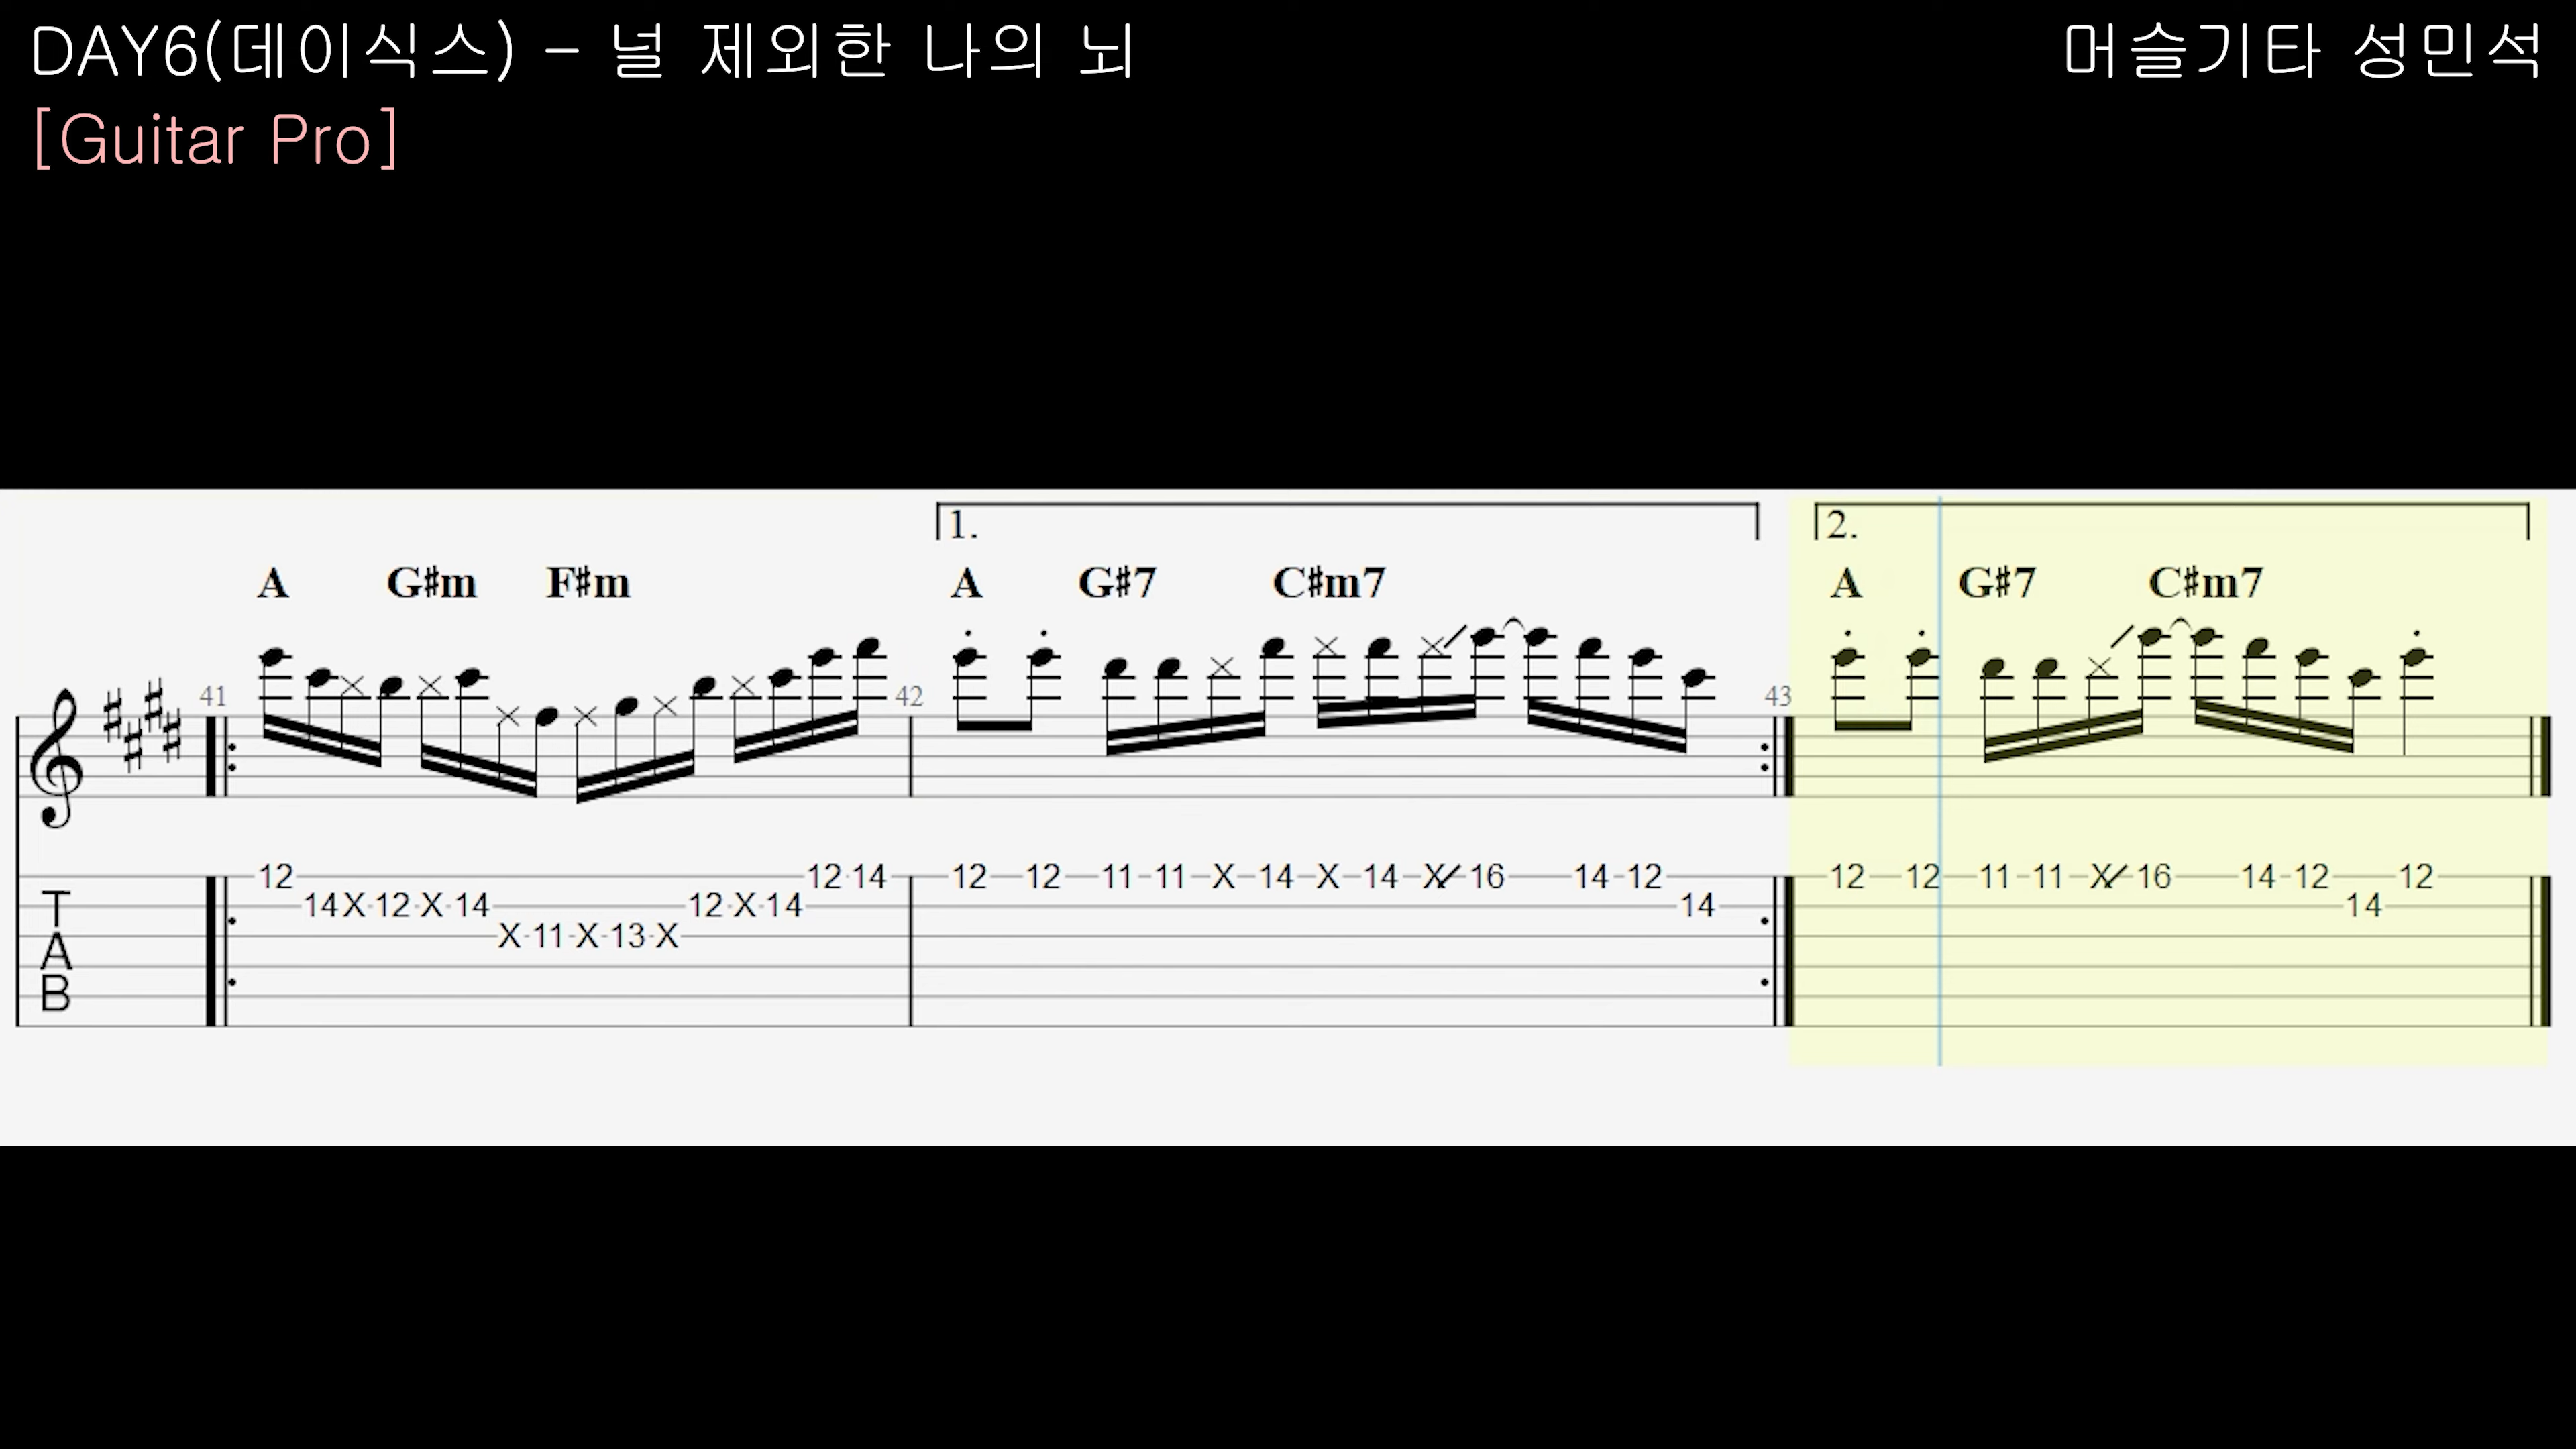 DAY6(데이식스) - 널 제외한 나의 뇌
머슬기타 성민석
[Guitar Pro]
1. 2.
A G#m F#m A G#7 C#m7 A G#7 C#m7
41 42 43
12 12 14 12 12 11 11 X 14 X 14 X 16 14 12 12 12 11 11 X 16 14 12 12
T 14 X 12 X 14 12 X 14 14 14
A X 11 X 13 X
B